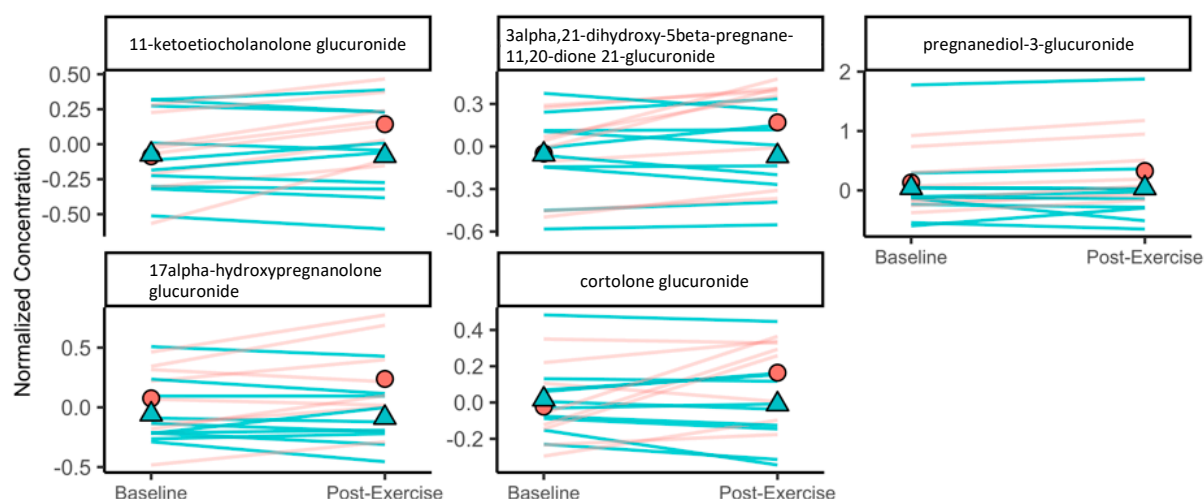 11-ketoetiocholanolone glucuronide
3alpha,21-dihydroxy-5beta-pregnane-
11,20-dione 21-glucuronide
pregnanediol-3-glucuronide
Normalized Concentration
0.50
0.25
0.00
-0.25
-0.50
0.3
0.0
-0.3
-0.6
2
1
0
Baseline
Post-Exercise
17alpha-hydroxypregnanolone
glucuronide
cortolone glucuronide
0.5
0.0
-0.5
0.4
0.2
0.0
-0.2
Baseline
Post-Exercise
Baseline
Post-Exercise